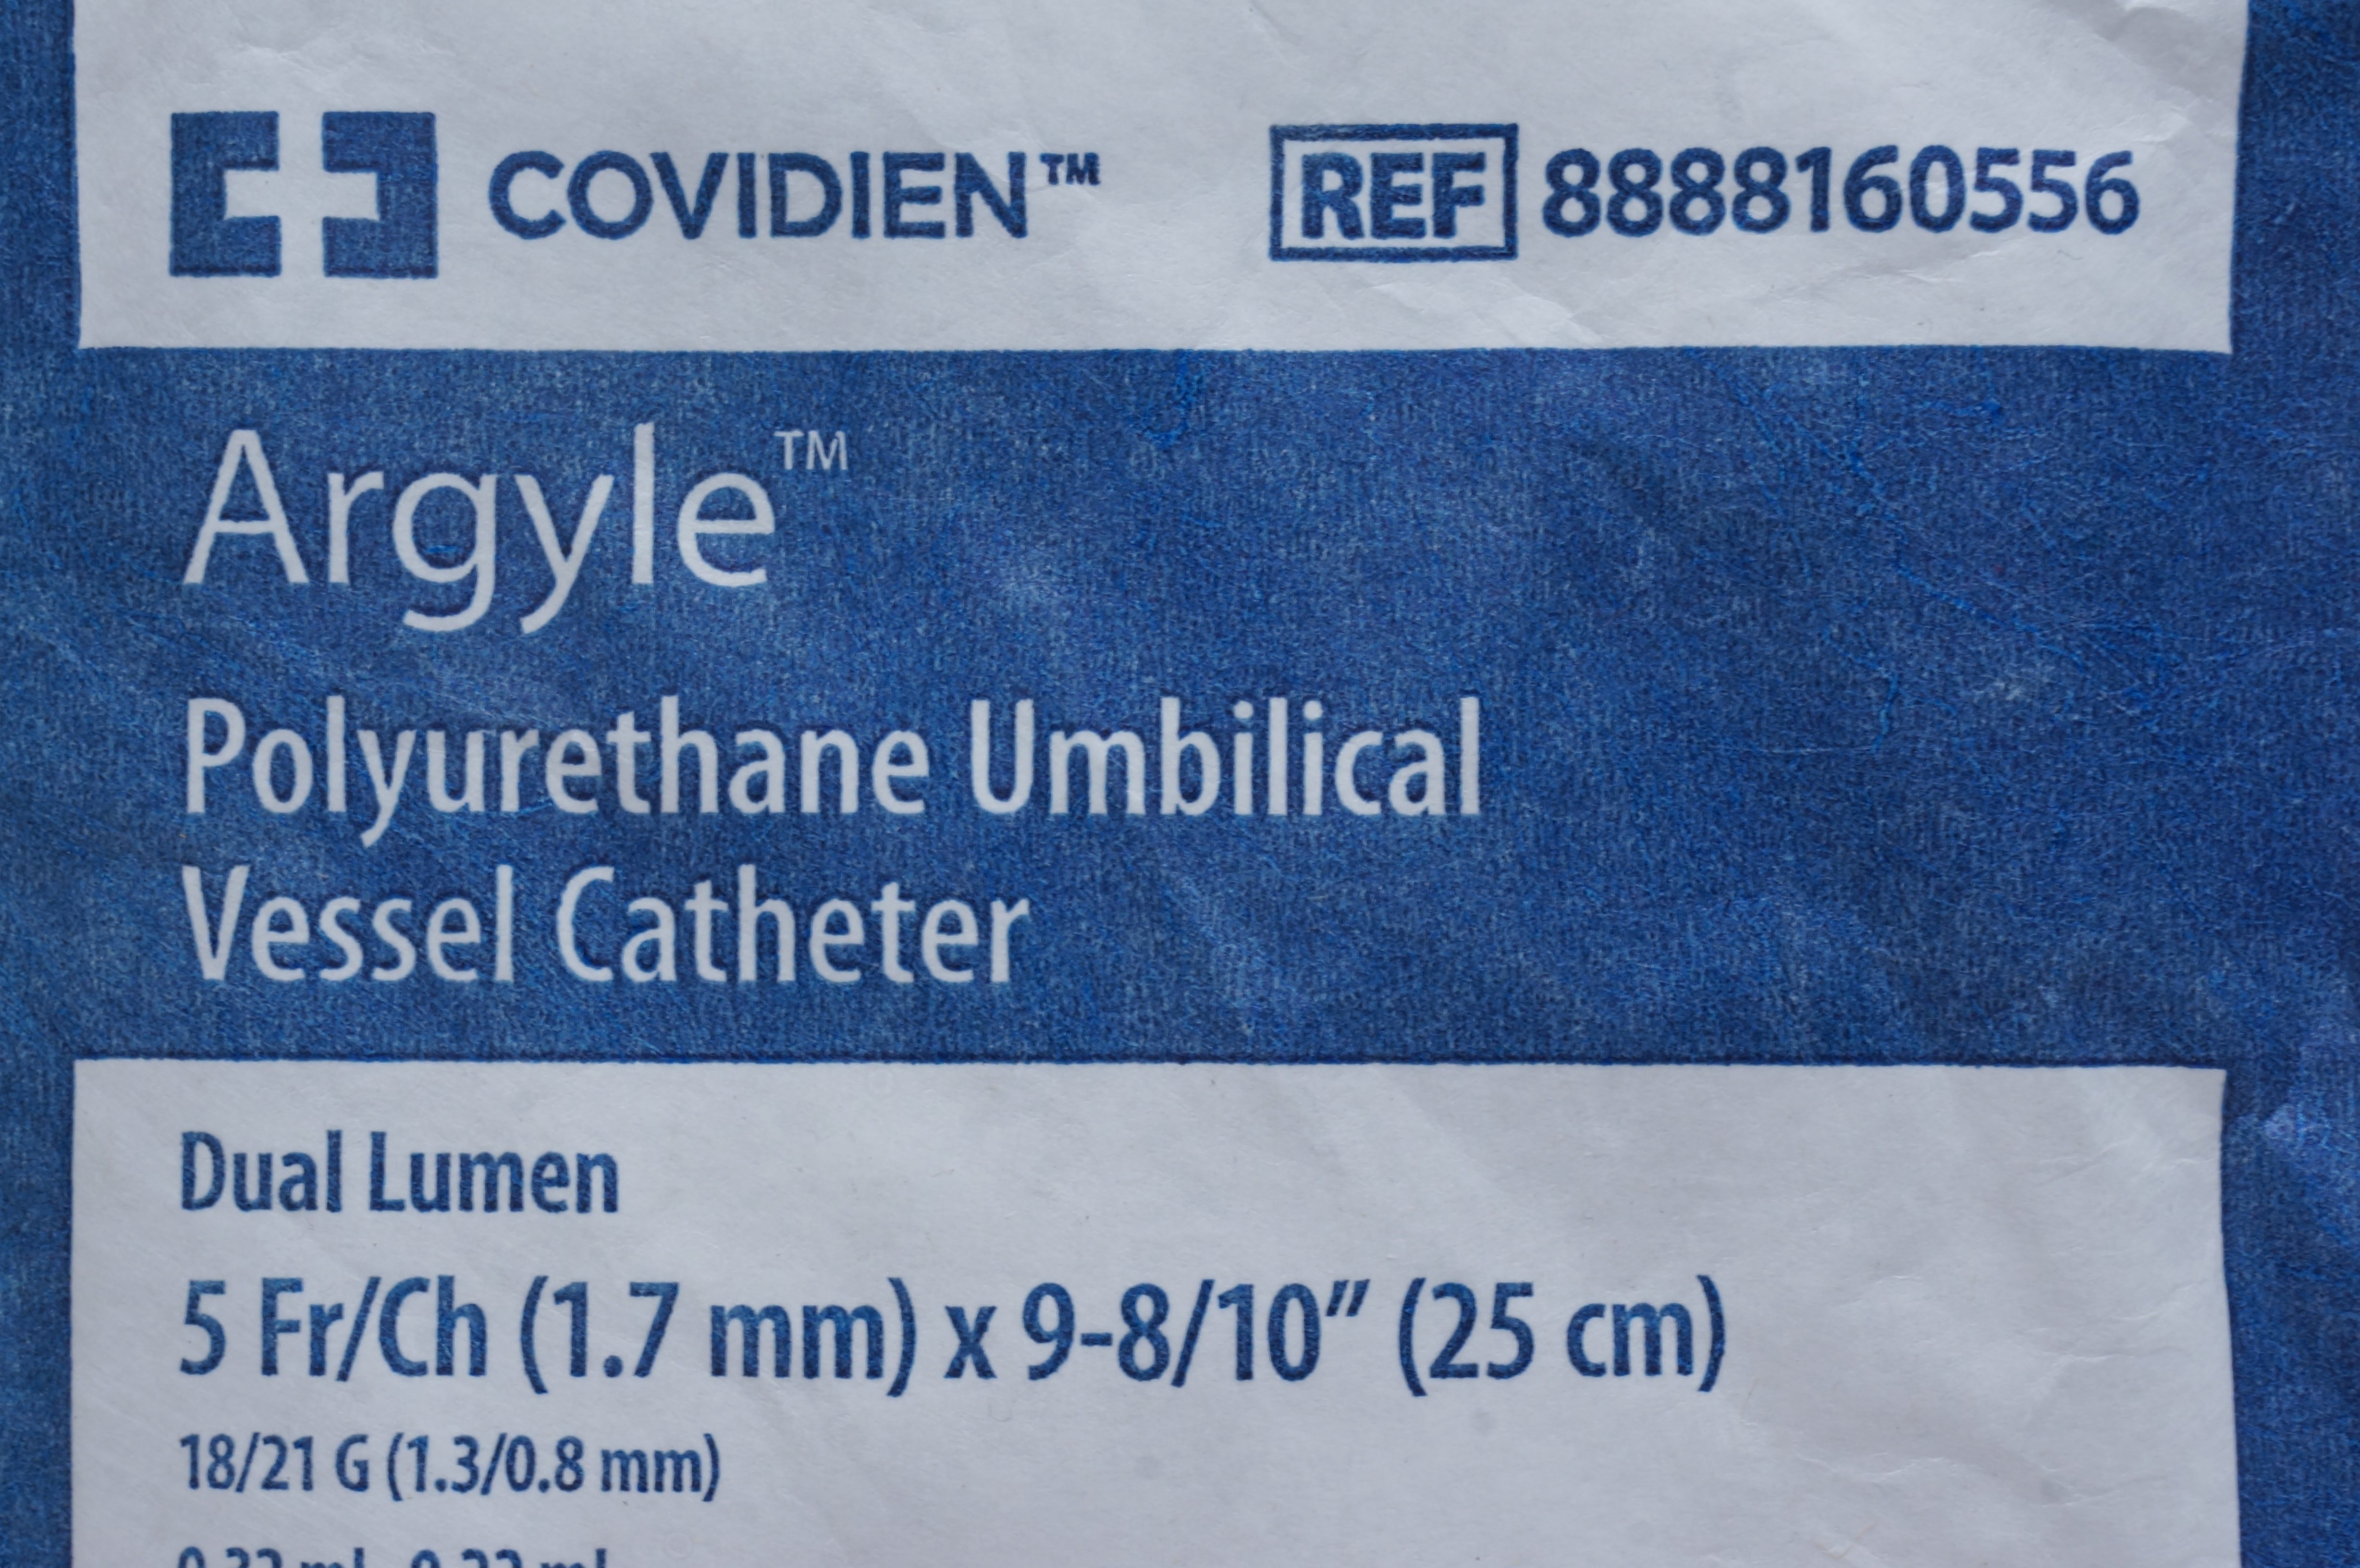 COVIDIEN™ REF 8888160556
Argyle™
Polyurethane Umbilical
Vessel Catheter
Dual Lumen
5 Fr/Ch (1.7 mm) x 9-8/10" (25 cm)
18/21 G (1.3/0.8 mm)